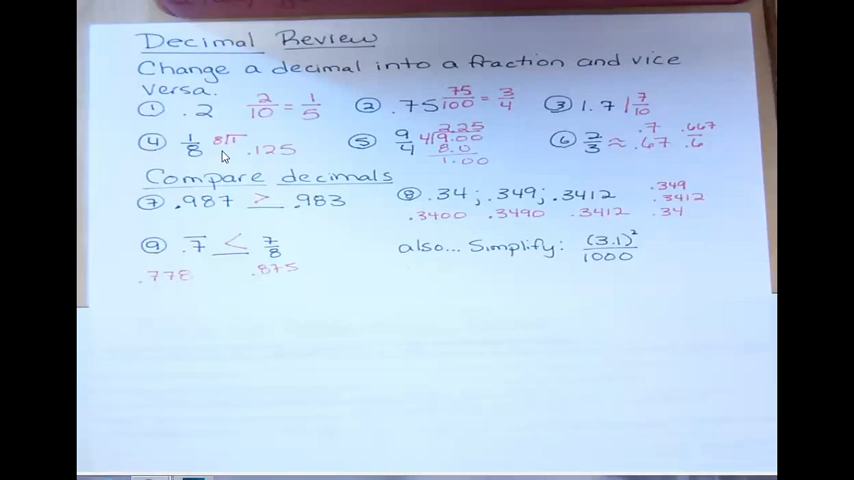 Decimal Review
Change a decimal into a fraction and vice
versa.
① .2 2/10 = 1/5 ② .75 75/100 = 3/4 ③ 1.7 1 7/10
④ 1/8 8√1 .125 ⑤ 9/4 4√9.00 2.25 8.0 1.00 ⑥ 2/3 ≈ .7 .67 .667 .6̅
Compare decimals
⑦ .987 > .983 ⑧ .34; .349; .3412 .349
.3400 .3490 .3412 .3412
.34
⑨ .7̅ < 7/8 also... Simplify: (3.1)²/1000
.778 .875